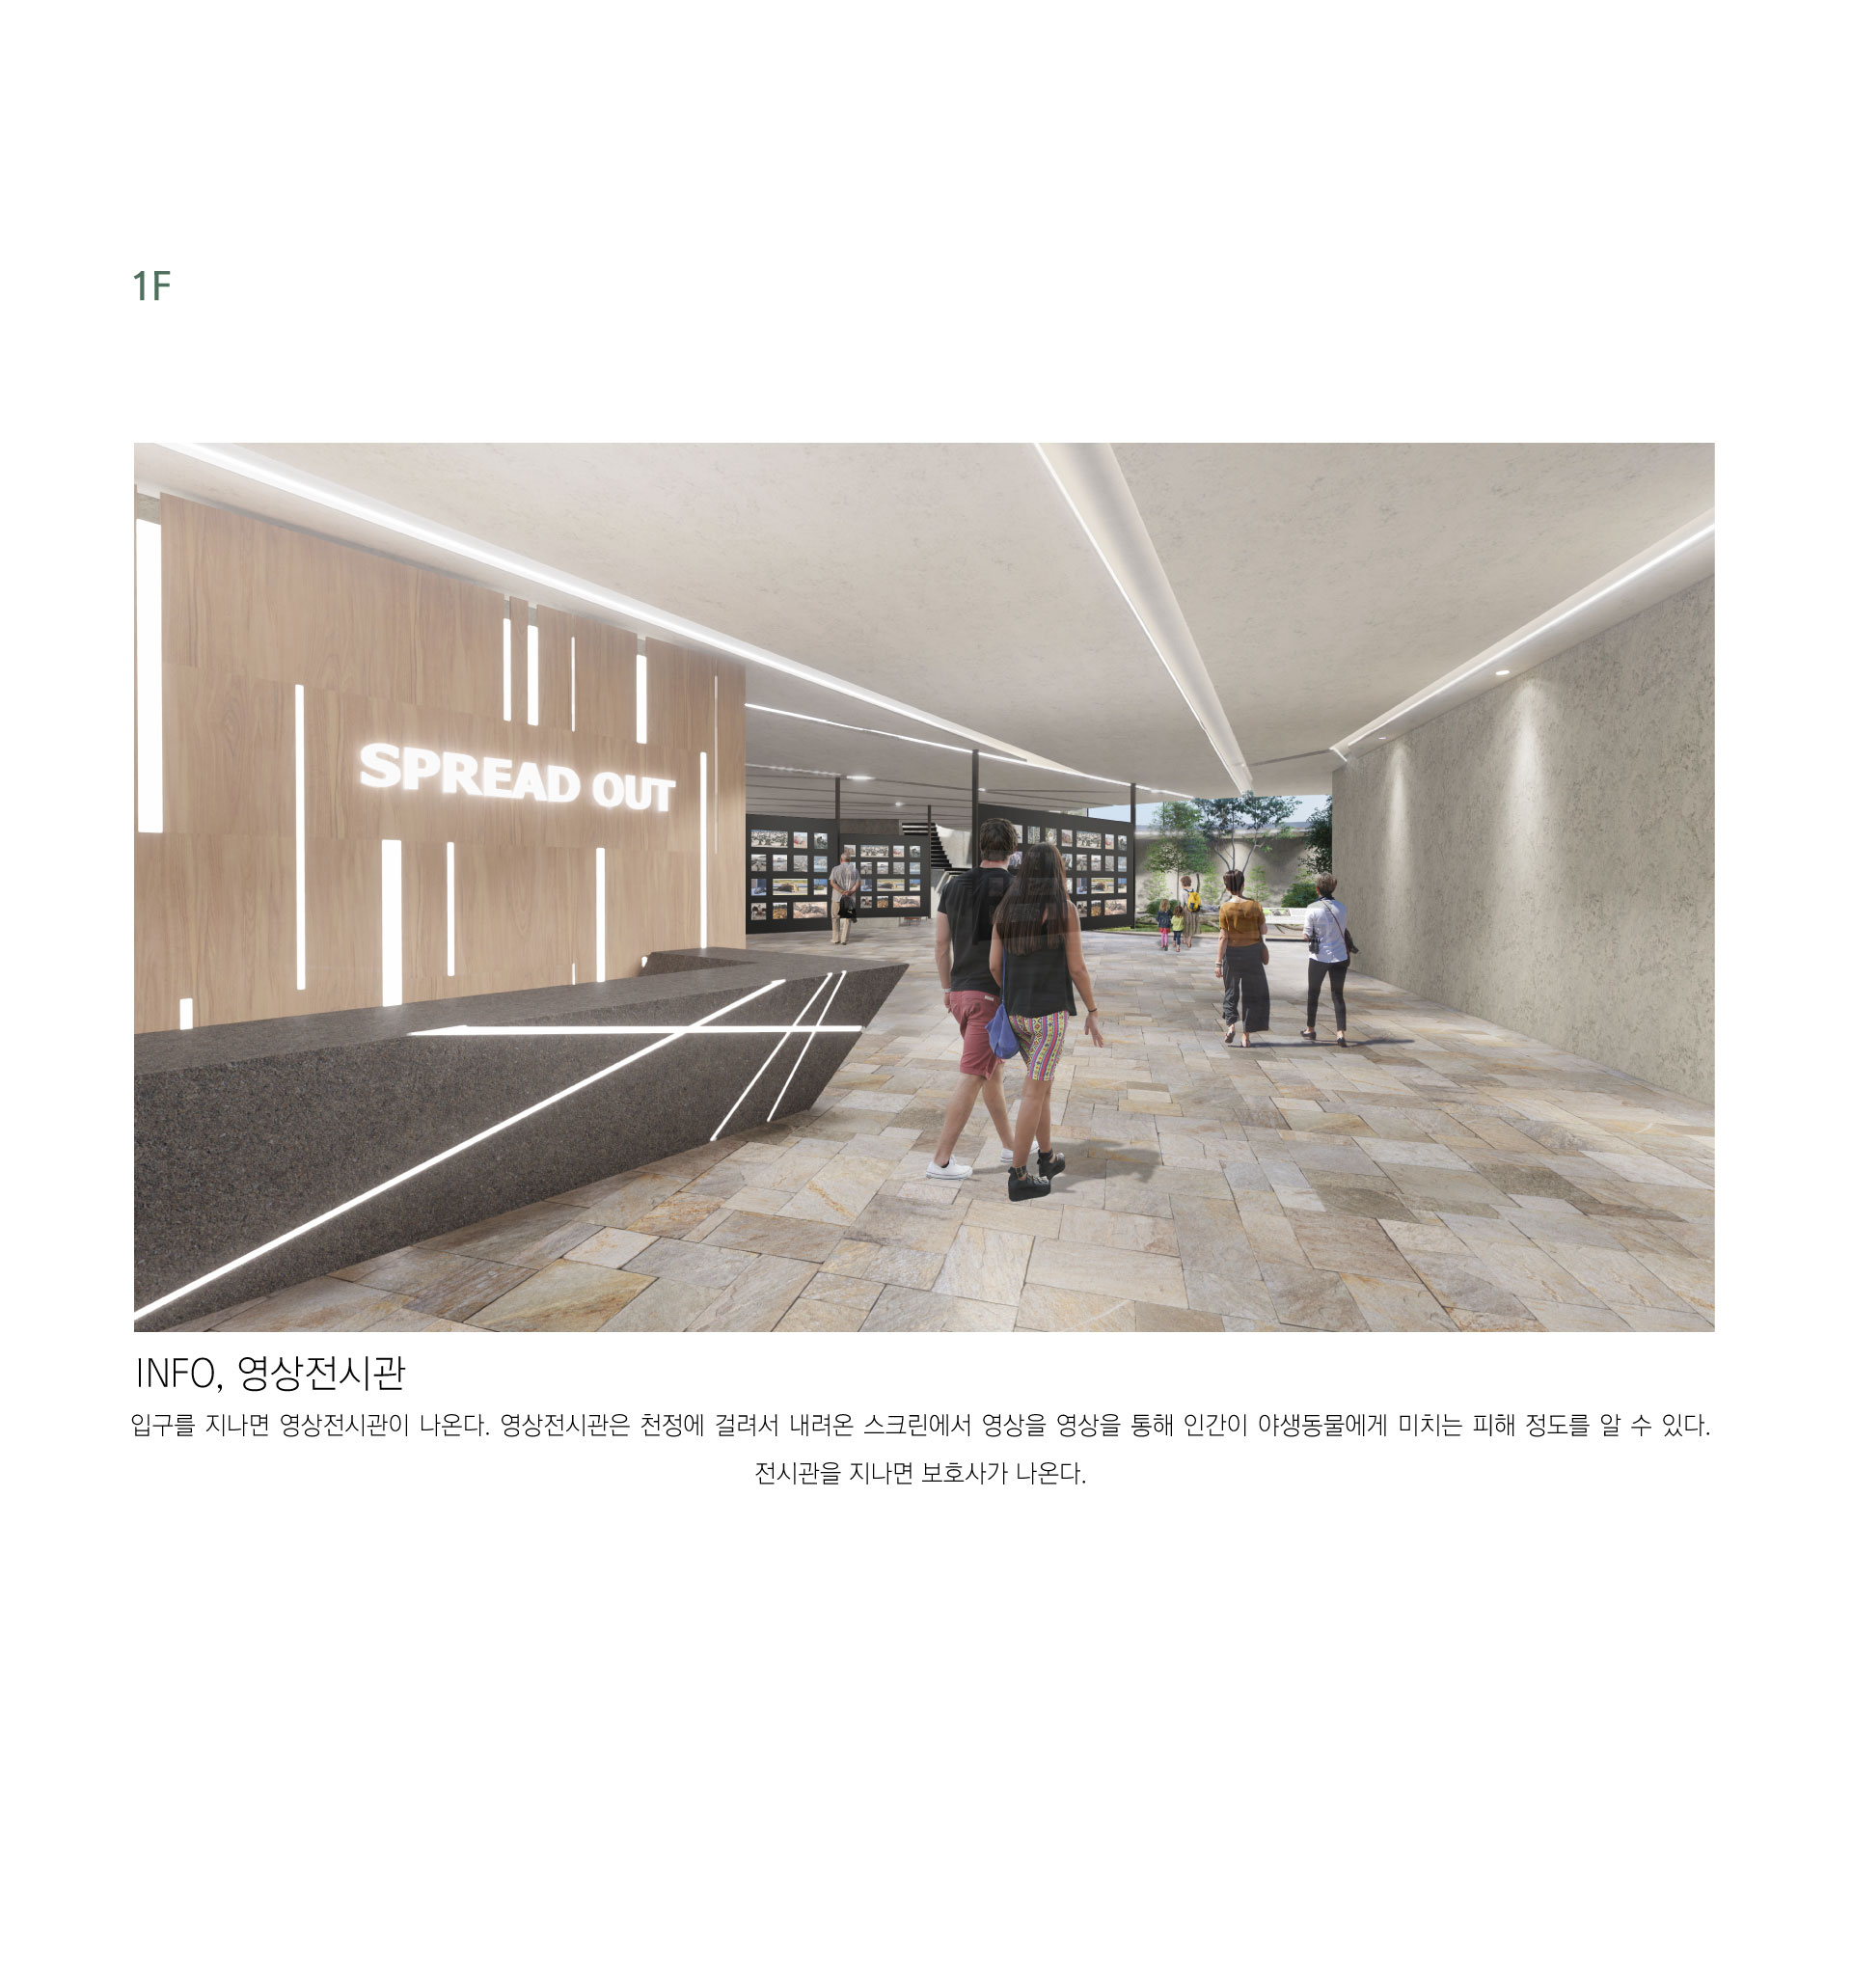 1F
SPREAD OUT
INFO, 영상전시관
입구를 지나면 영상전시관이 나온다. 영상전시관은 천정에 걸려서 내려온 스크린에서 영상을 영상을 통해 인간이 야생동물에게 미치는 피해 정도를 알 수 있다.
전시관을 지나면 보호사가 나온다.